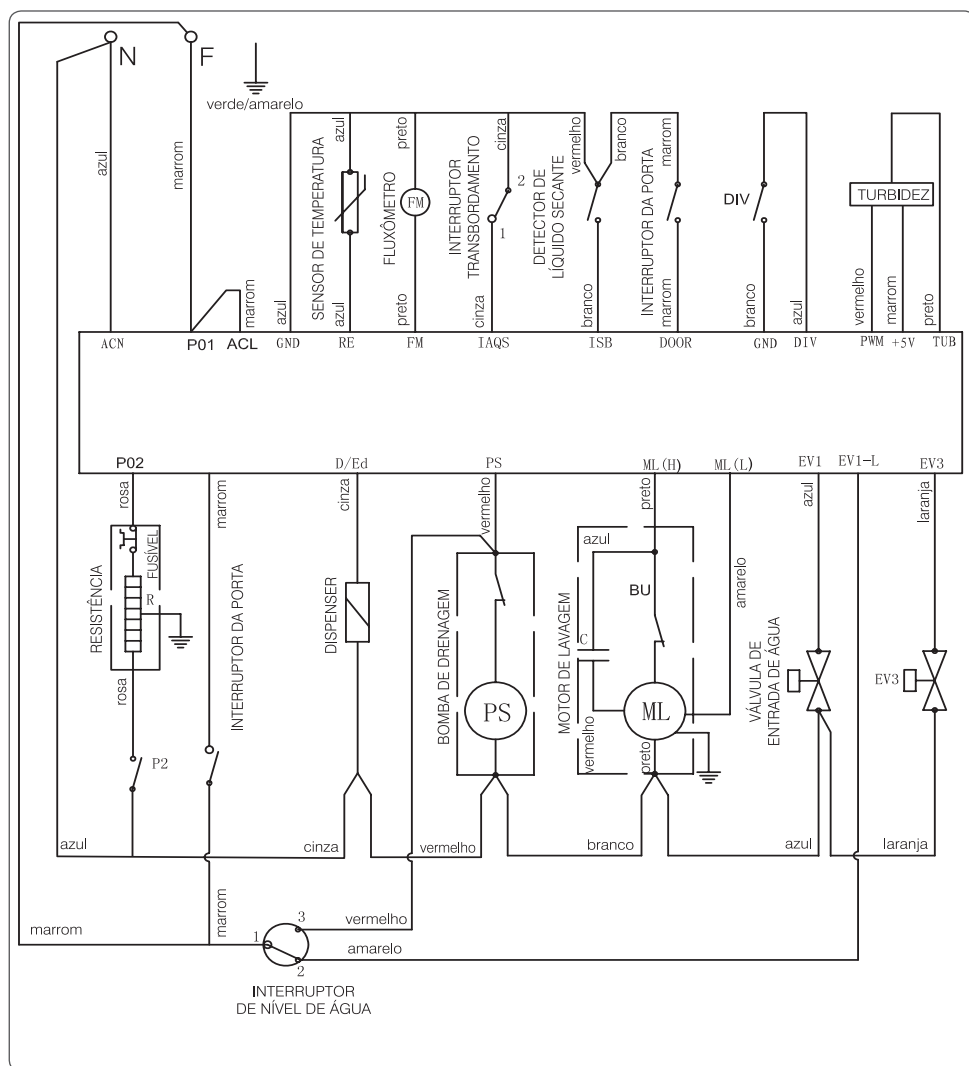 N
F
verde/amarelo
azul
marrom
marrom
azul
SENSOR DE TEMPERATURA
azul
azul
FLUXÔMETRO
preto
FM
preto
INTERRUPTOR
TRANSBORDAMENTO
cinza
2
1
cinza
DETECTOR DE
LÍQUIDO SECANTE
vermelho
branco
branco
INTERRUPTOR DA PORTA
marrom
marrom
DIV
branco
azul
TURBIDEZ
vermelho
marrom
preto
ACN
P01
ACL
GND
RE
FM
IAQS
ISB
DOOR
GND
DIV
PWM
+5V
TUB
P02
D/Ed
PS
ML(H)
ML(L)
EV1
EV1-L
EV3
rosa
marrom
cinza
vermelho
preto
azul
laranja
RESISTÊNCIA
FUSÍVEL
R
rosa
P2
INTERRUPTOR DA PORTA
DISPENSER
BOMBA DE DRENAGEM
PS
MOTOR DE LAVAGEM
azul
BU
C
ML
vermelho
preto
amarelo
VÁLVULA DE
ENTRADA DE ÁGUA
EV3
azul
cinza
vermelho
branco
azul
laranja
marrom
marrom
1
3
2
vermelho
amarelo
INTERRUPTOR
DE NÍVEL DE ÁGUA